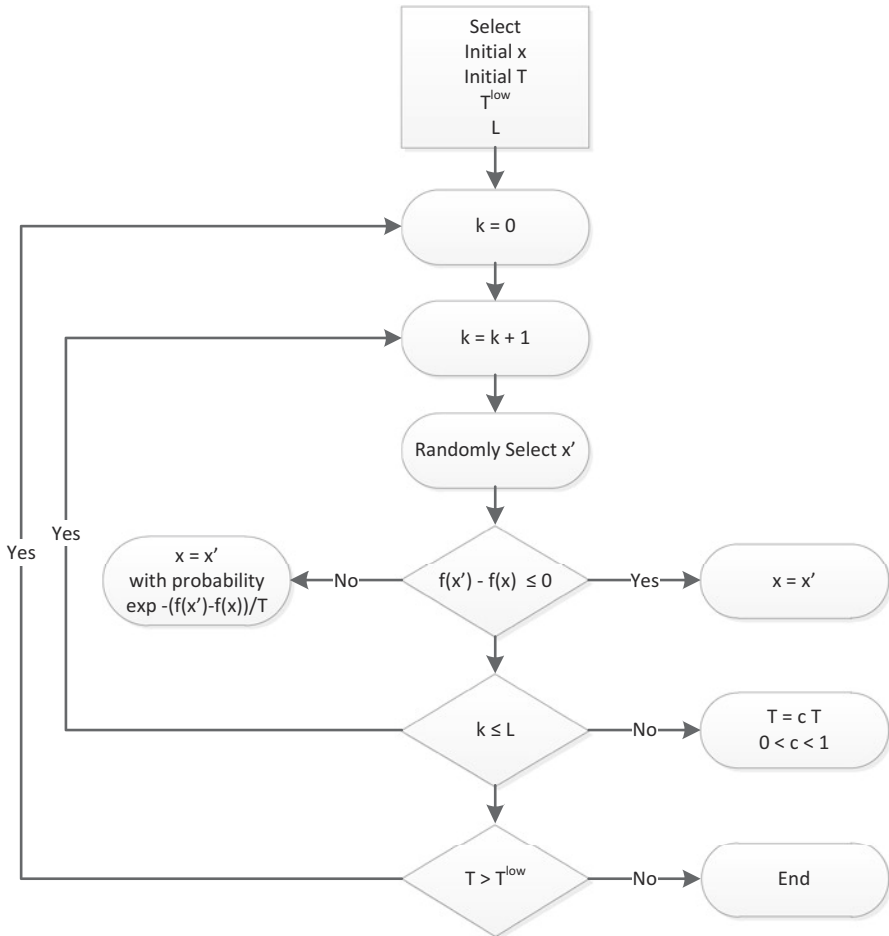 Select
Initial x
Initial T
T^low
L
k = 0
k = k + 1
Randomly Select x’
f(x’) - f(x) ≤ 0
No
x = x’
with probability
exp -(f(x’)-f(x))/T
Yes
x = x’
k ≤ L
Yes
No
T = c T
0 < c < 1
T > T^low
Yes
No
End